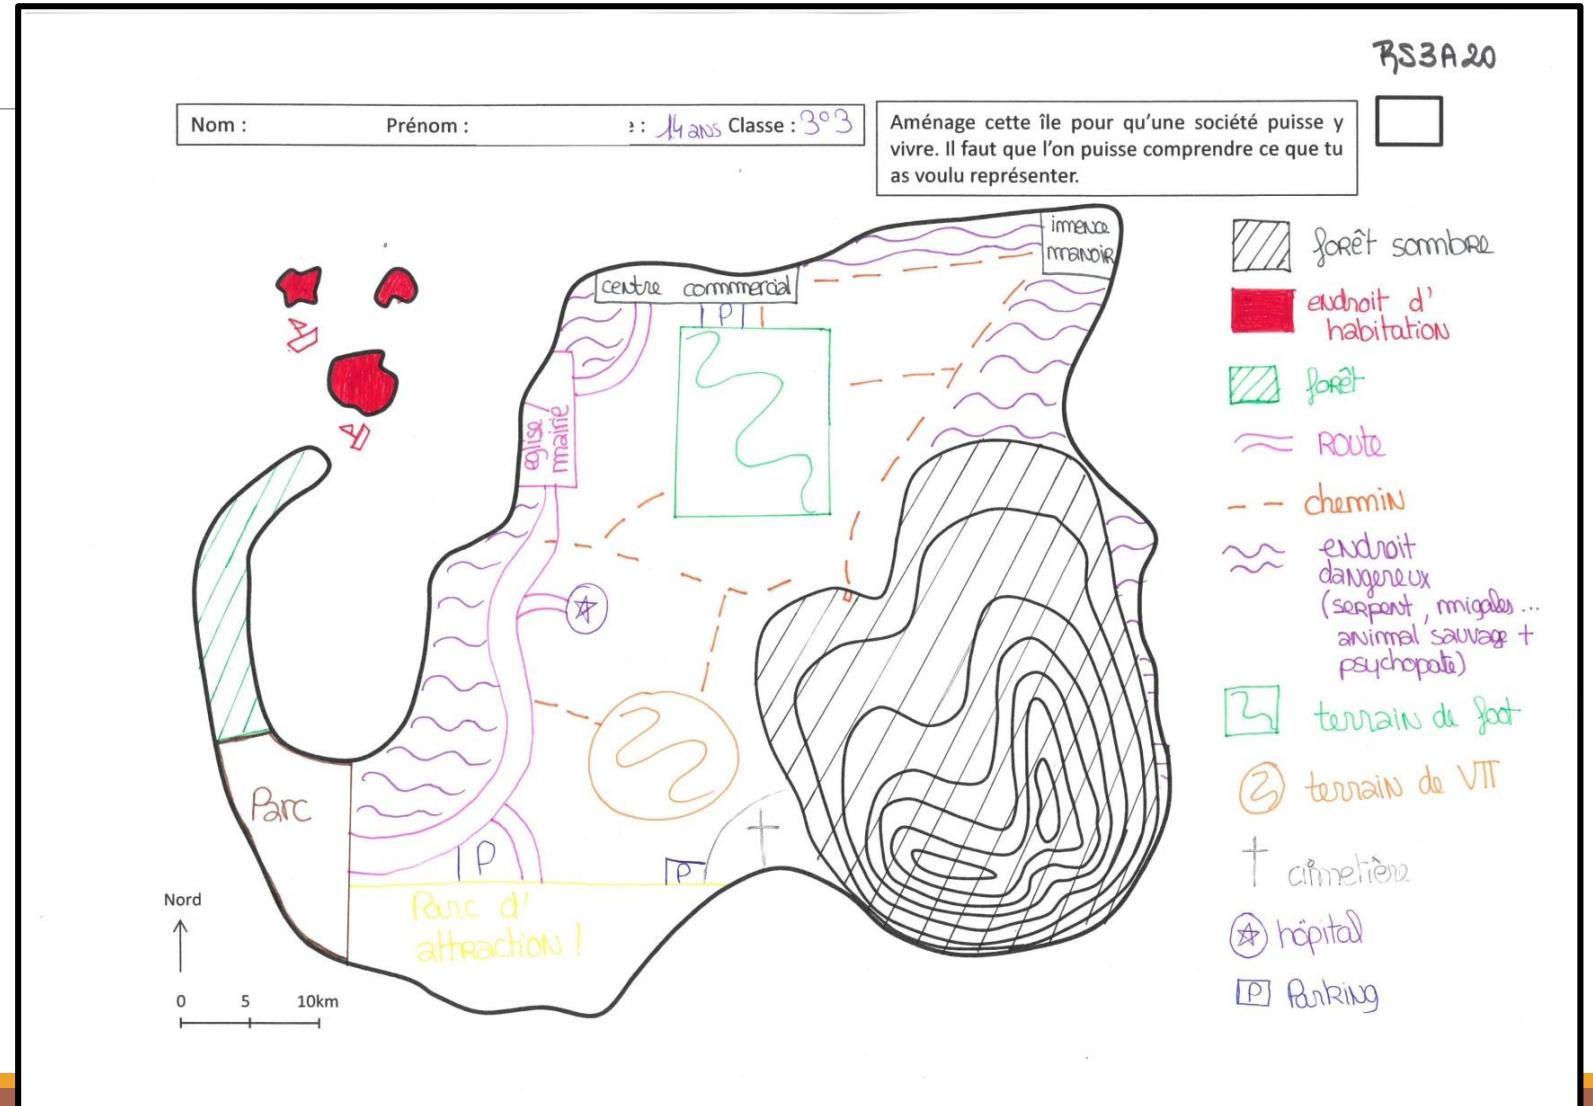 RS3A20
Nom :
Prénom :
: 14 ans Classe : 3°3
Aménage cette île pour qu'une société puisse y
vivre. Il faut que l'on puisse comprendre ce que tu
as voulu représenter.
imence
manoir
centre commercial
P
eglise /
mairie
Parc
P
P
Parc d'
attraction !
Nord
0 5 10km
forêt sombre
endroit d'
habitation
forêt
ROUte
chemin
endroit
dangereux
(serpent, migales...
animal sauvage +
psychopate)
terrain de foot
terrain de VTT
cimetière
hôpital
P Parking